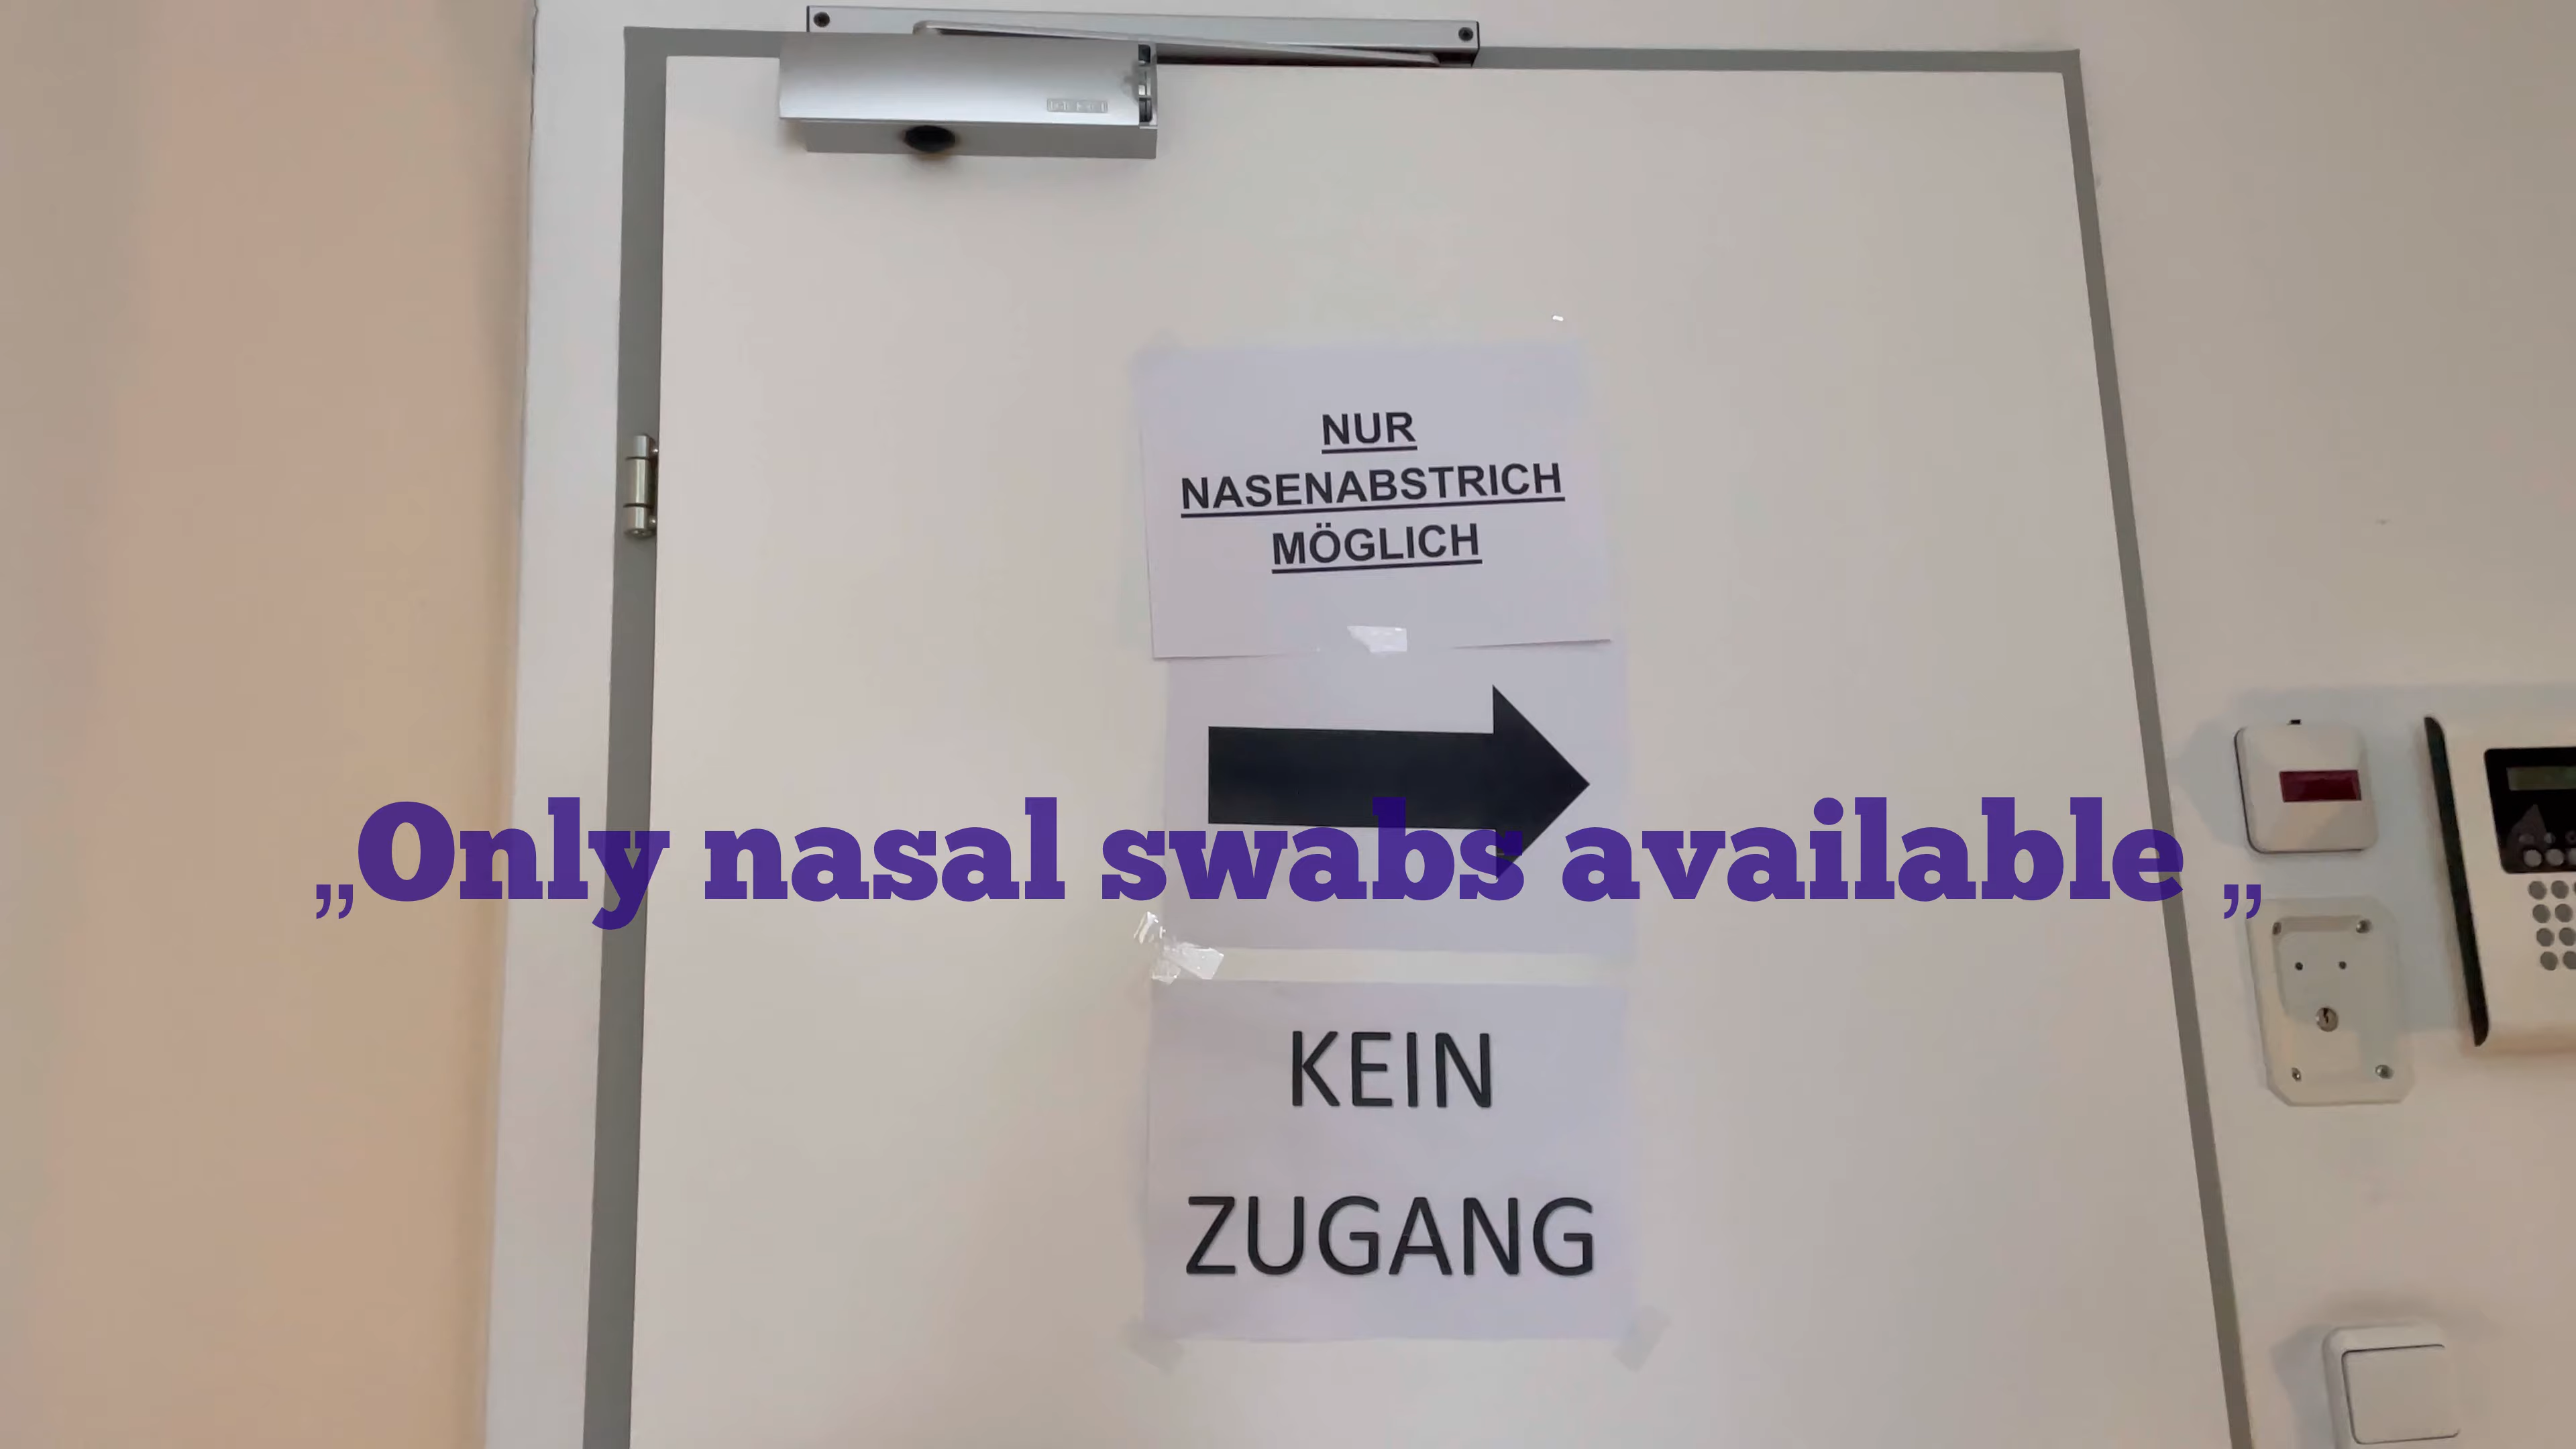 NUR
NASENABSTRICH
MÖGLICH
„Only nasal swabs available „
KEIN
ZUGANG